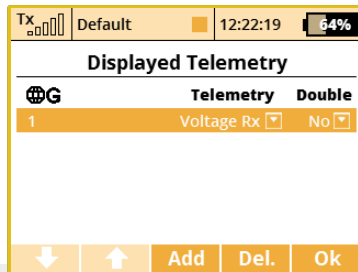 Tx Default 12:22:19 64%
Displayed Telemetry
G Telemetry Double
1 Voltage Rx No
Add Del. Ok